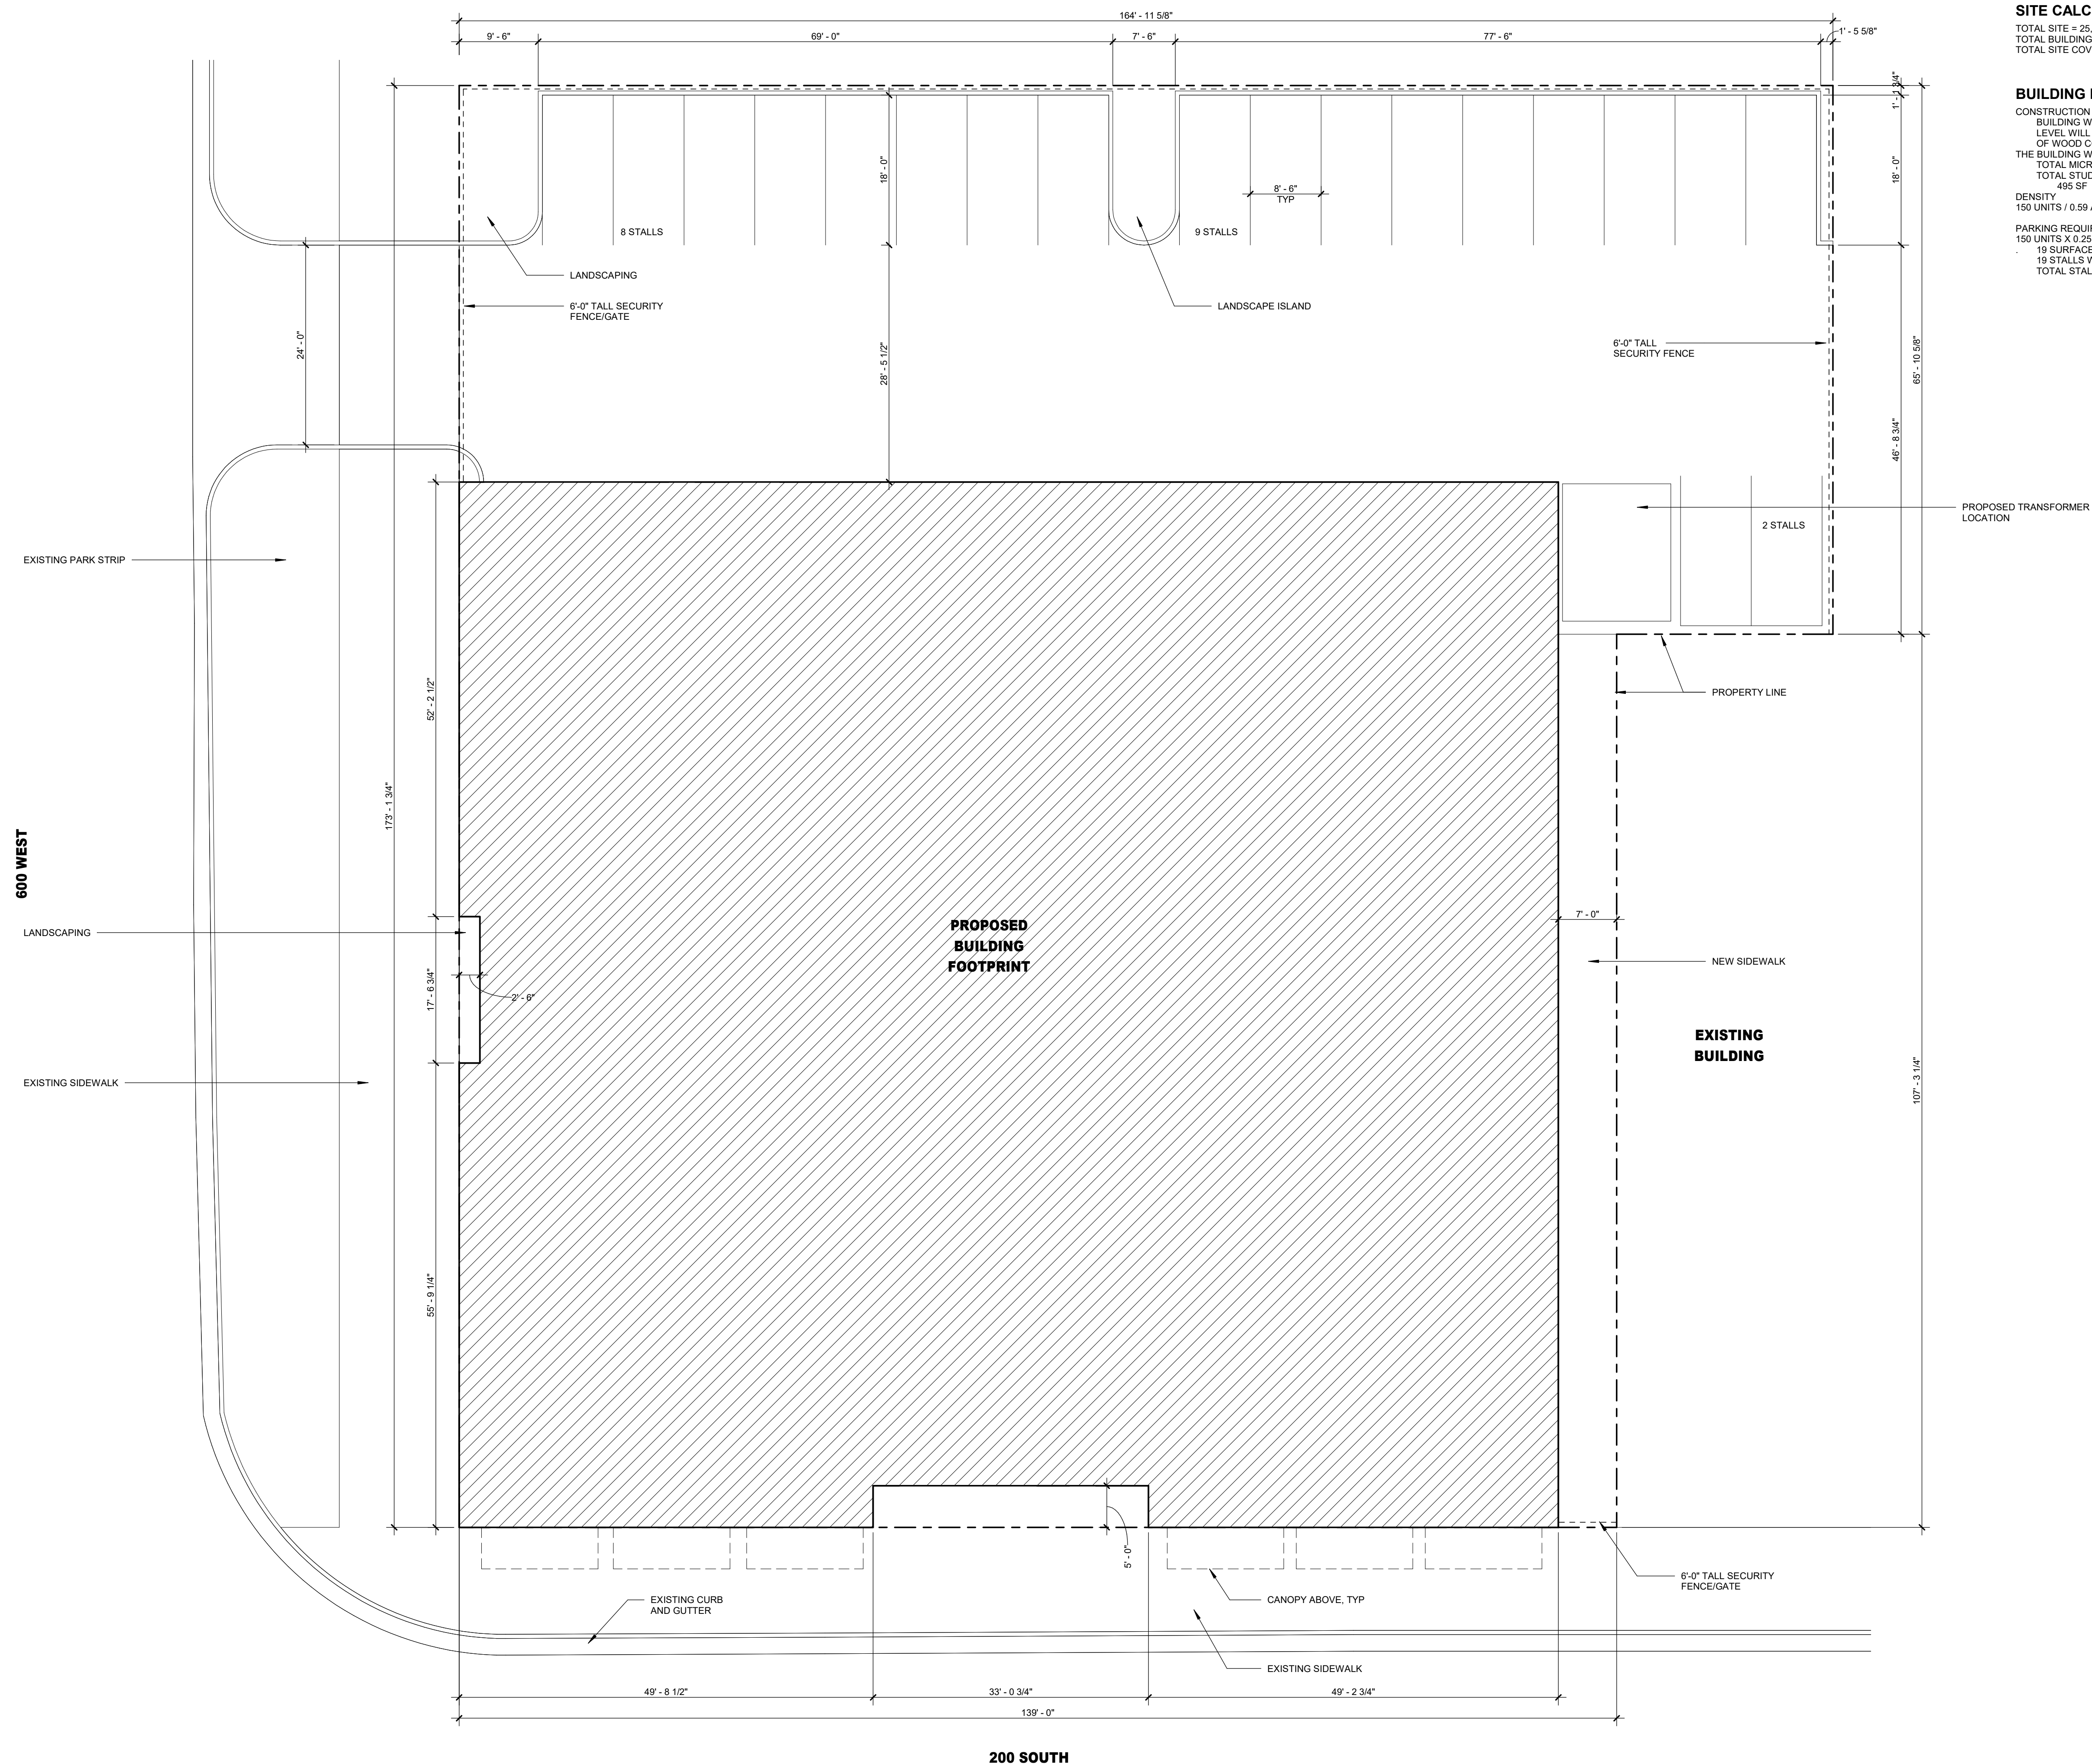 164' - 11 5/8"
9' - 6"
69' - 0"
7' - 6"
77' - 6"
1' - 5 5/8"
SITE CALC
TOTAL SITE = 25,
TOTAL BUILDING
TOTAL SITE COV
BUILDING
CONSTRUCTION
BUILDING W
LEVEL WILL
OF WOOD C
THE BUILDING W
TOTAL MICR
TOTAL STUD
495 SF
DENSITY
150 UNITS / 0.59
PARKING REQUI
150 UNITS X 0.25
. 19 SURFACE
19 STALLS W
TOTAL STAL
1' - 1 3/4"
18' - 0"
18' - 0"
8' - 6"
TYP
8 STALLS
9 STALLS
LANDSCAPING
6'-0" TALL SECURITY
FENCE/GATE
LANDSCAPE ISLAND
24' - 0"
28' - 5 1/2"
6'-0" TALL
SECURITY FENCE
65' - 10 5/8"
46' - 8 3/4"
PROPOSED TRANSFORMER
LOCATION
2 STALLS
EXISTING PARK STRIP
52' - 2 1/2"
PROPERTY LINE
173' - 1 3/4"
600 WEST
LANDSCAPING
PROPOSED
BUILDING
FOOTPRINT
7' - 0"
NEW SIDEWALK
17' - 6 3/4"
2' - 6"
EXISTING
BUILDING
EXISTING SIDEWALK
107' - 3 1/4"
55' - 9 1/4"
5' - 0"
6'-0" TALL SECURITY
FENCE/GATE
EXISTING CURB
AND GUTTER
CANOPY ABOVE, TYP
EXISTING SIDEWALK
49' - 8 1/2"
33' - 0 3/4"
49' - 2 3/4"
139' - 0"
200 SOUTH